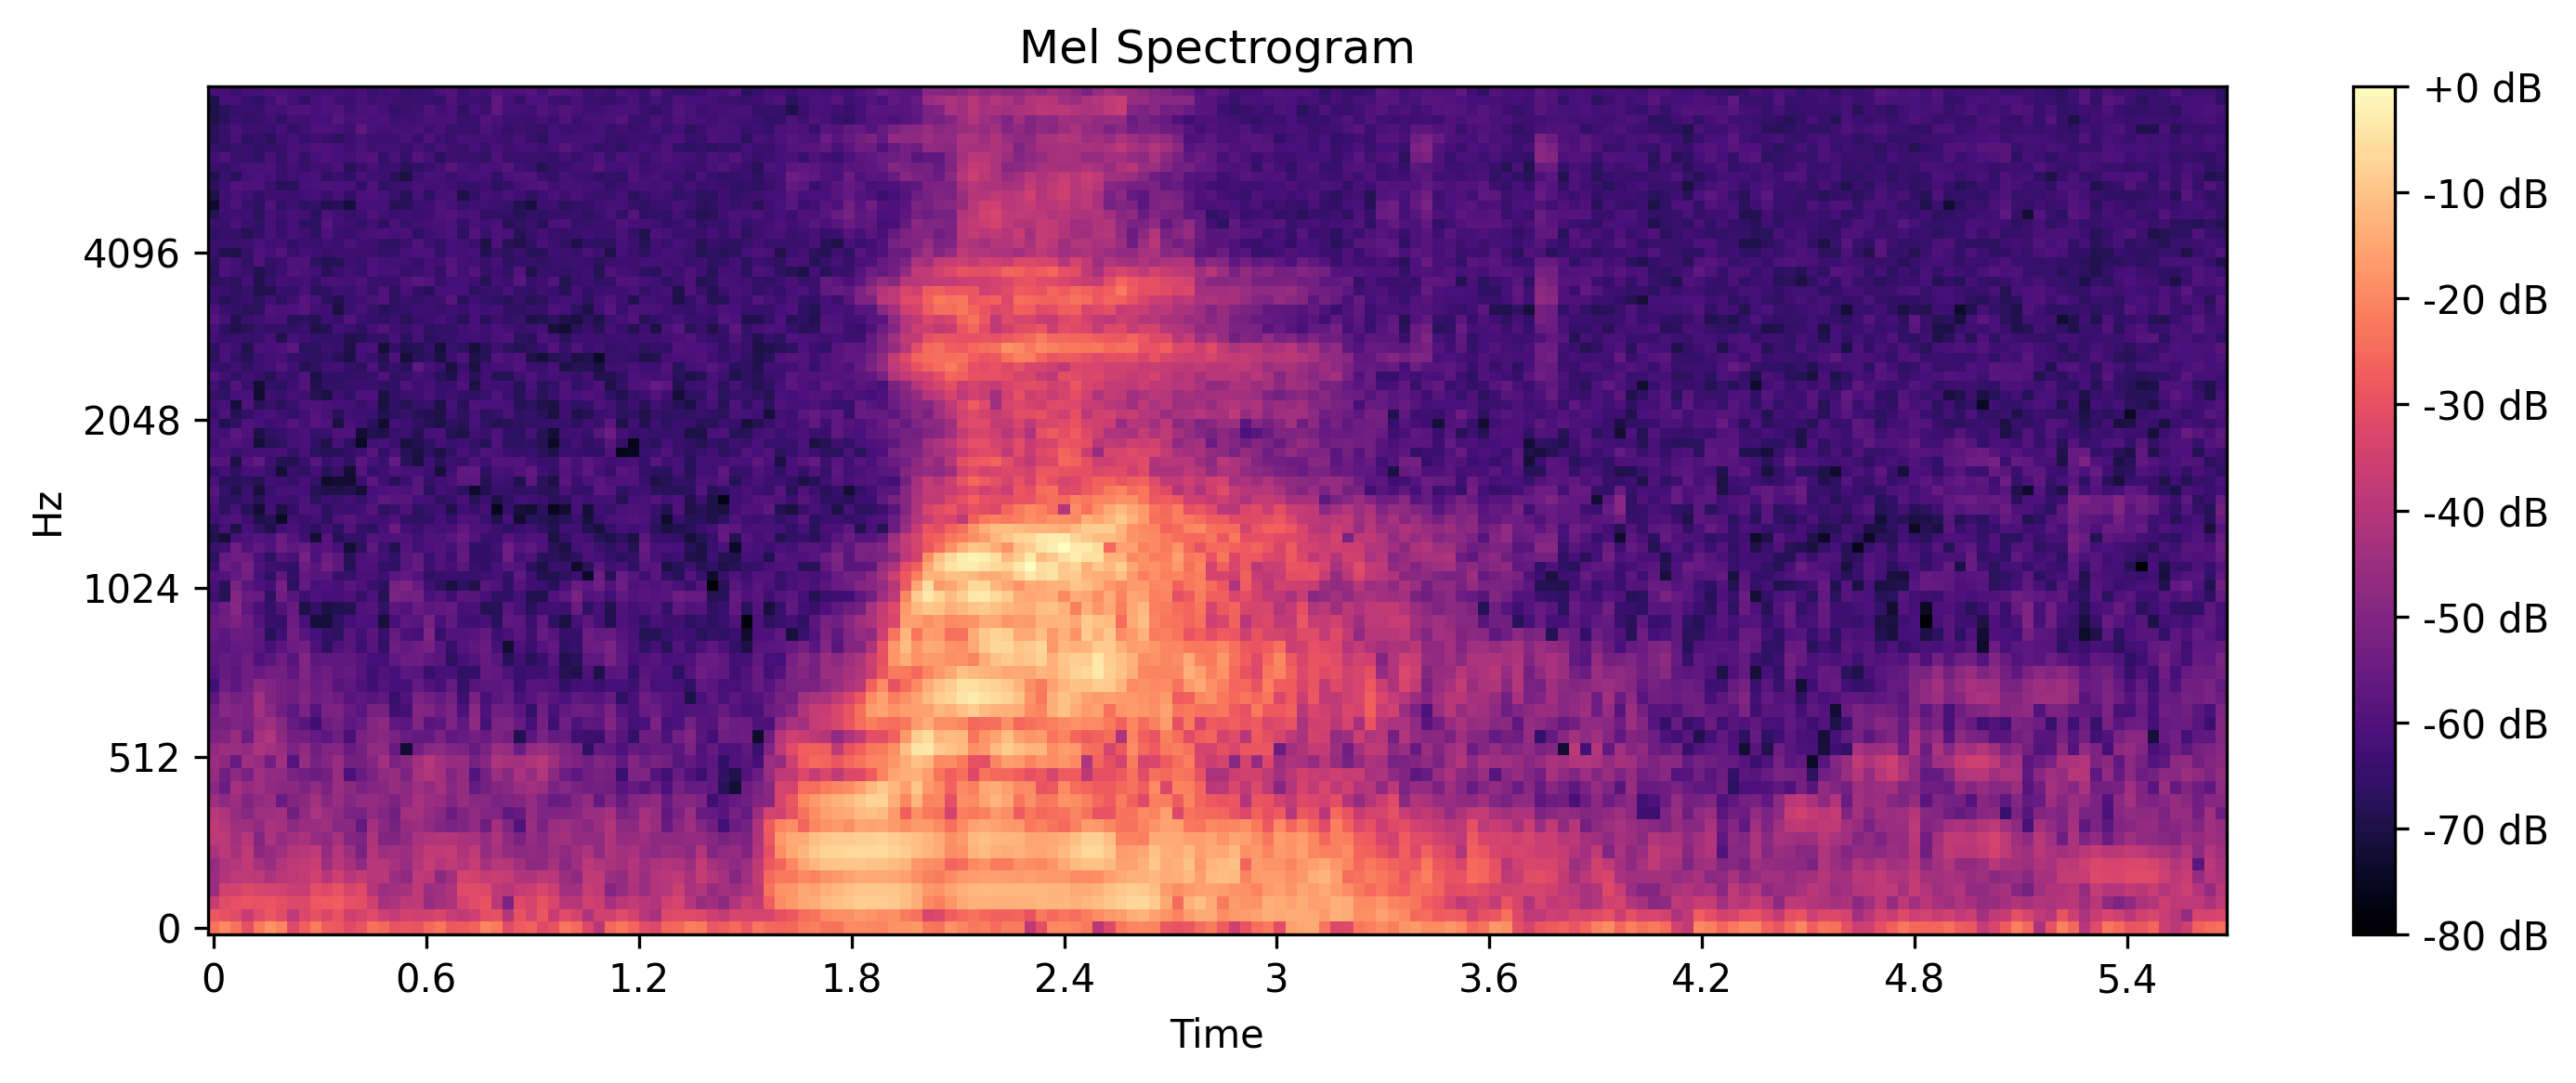 Mel Spectrogram
Hz
4096
2048
1024
512
0
0 0.6 1.2 1.8 2.4 3 3.6 4.2 4.8 5.4
Time
+0 dB
-10 dB
-20 dB
-30 dB
-40 dB
-50 dB
-60 dB
-70 dB
-80 dB